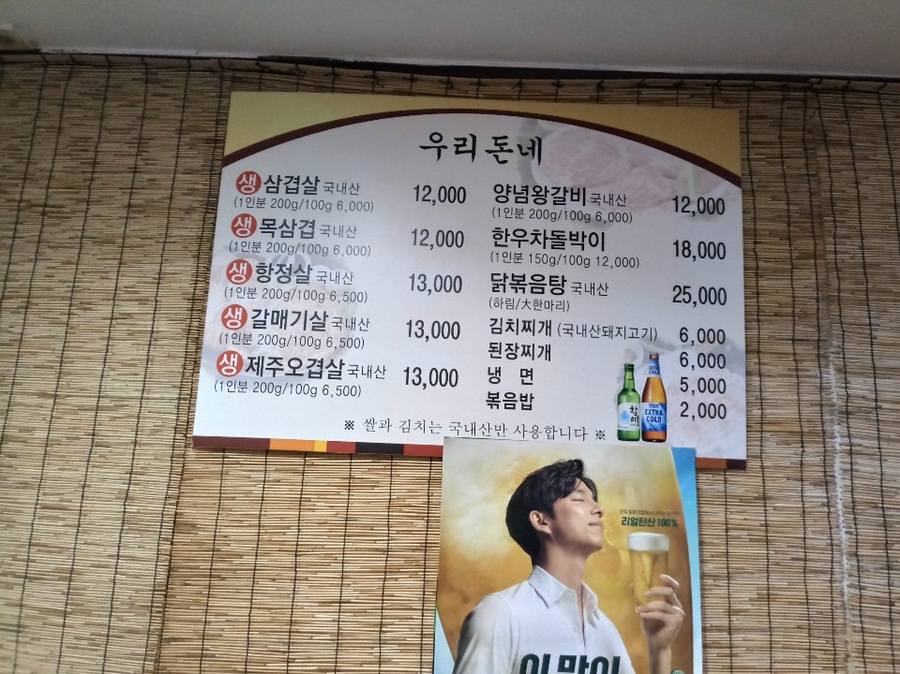 우리돈네
생 삼겹살 국내산 12,000
(1인분 200g/100g 6,000)
생 목삼겹 국내산 12,000
(1인분 200g/100g 6,000)
생 항정살 국내산 13,000
(1인분 200g/100g 6,500)
생 갈매기살 국내산 13,000
(1인분 200g/100g 6,500)
생 제주오겹살 국내산 13,000
(1인분 200g/100g 6,500)
양념왕갈비 국내산 12,000
(1인분 200g/100g 6,000)
한우차돌박이 18,000
(1인분 150g/100g 12,000)
닭볶음탕 국내산 25,000
(하림/大한마리)
김치찌개 (국내산돼지고기) 6,000
된장찌개 6,000
냉 면 5,000
볶음밥 2,000
EXTRA
COLD
※ 쌀과 김치는 국내산만 사용합니다 ※
리얼탄산 100%
이 맛이